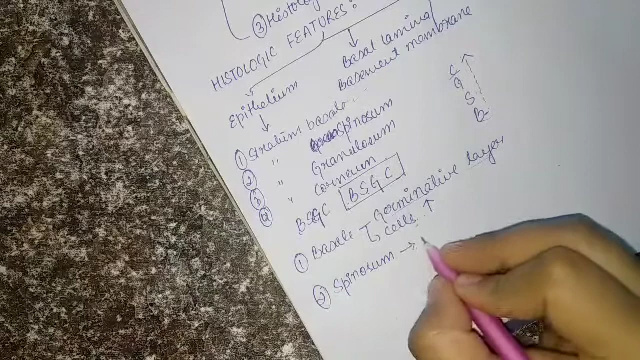 ③ Histolog
HISTOLOGIC FEATURES:
Epithelium
Basal lamina
Basement membrane
① Stratum basale
② " Spinosum
③ " Granulosum
④ " corneum
BSGC BSGC
C
G
S
B
① Basale → Germinative layer
↳ cells ↑
② Spinosum →